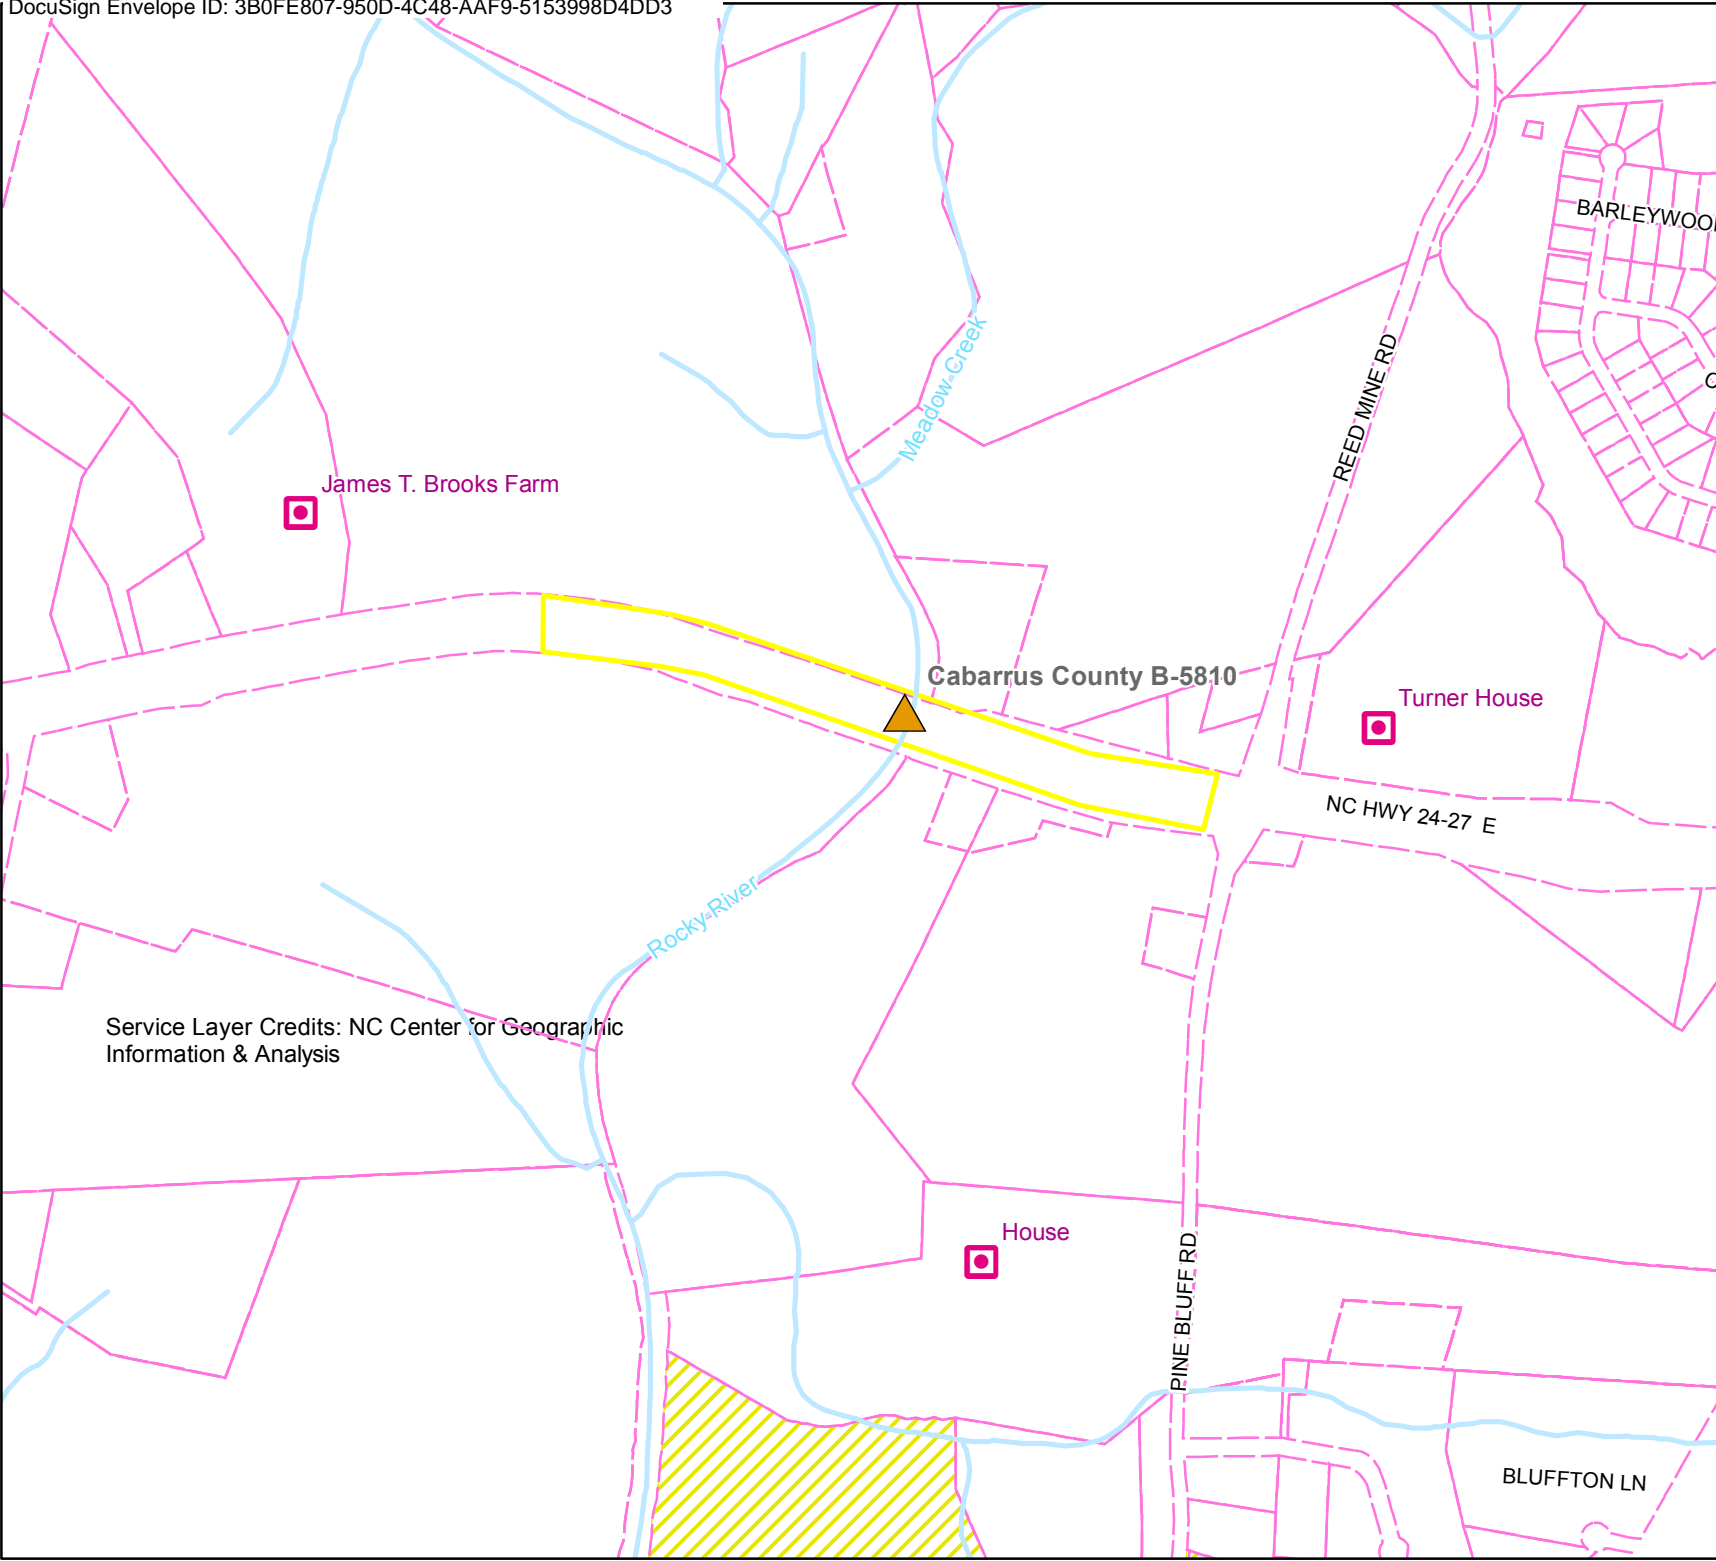 DocuSign Envelope ID: 3B0FE807-950D-4C48-AAF9-5153998D4DD3
BARLEYWOO
Meadow Creek
REED MINE RD
James T. Brooks Farm
Cabarrus County B-5810
Turner House
NC HWY 24-27 E
Rocky River
Service Layer Credits: NC Center for Geographic
Information & Analysis
House
PINE BLUFF RD
BLUFFTON LN